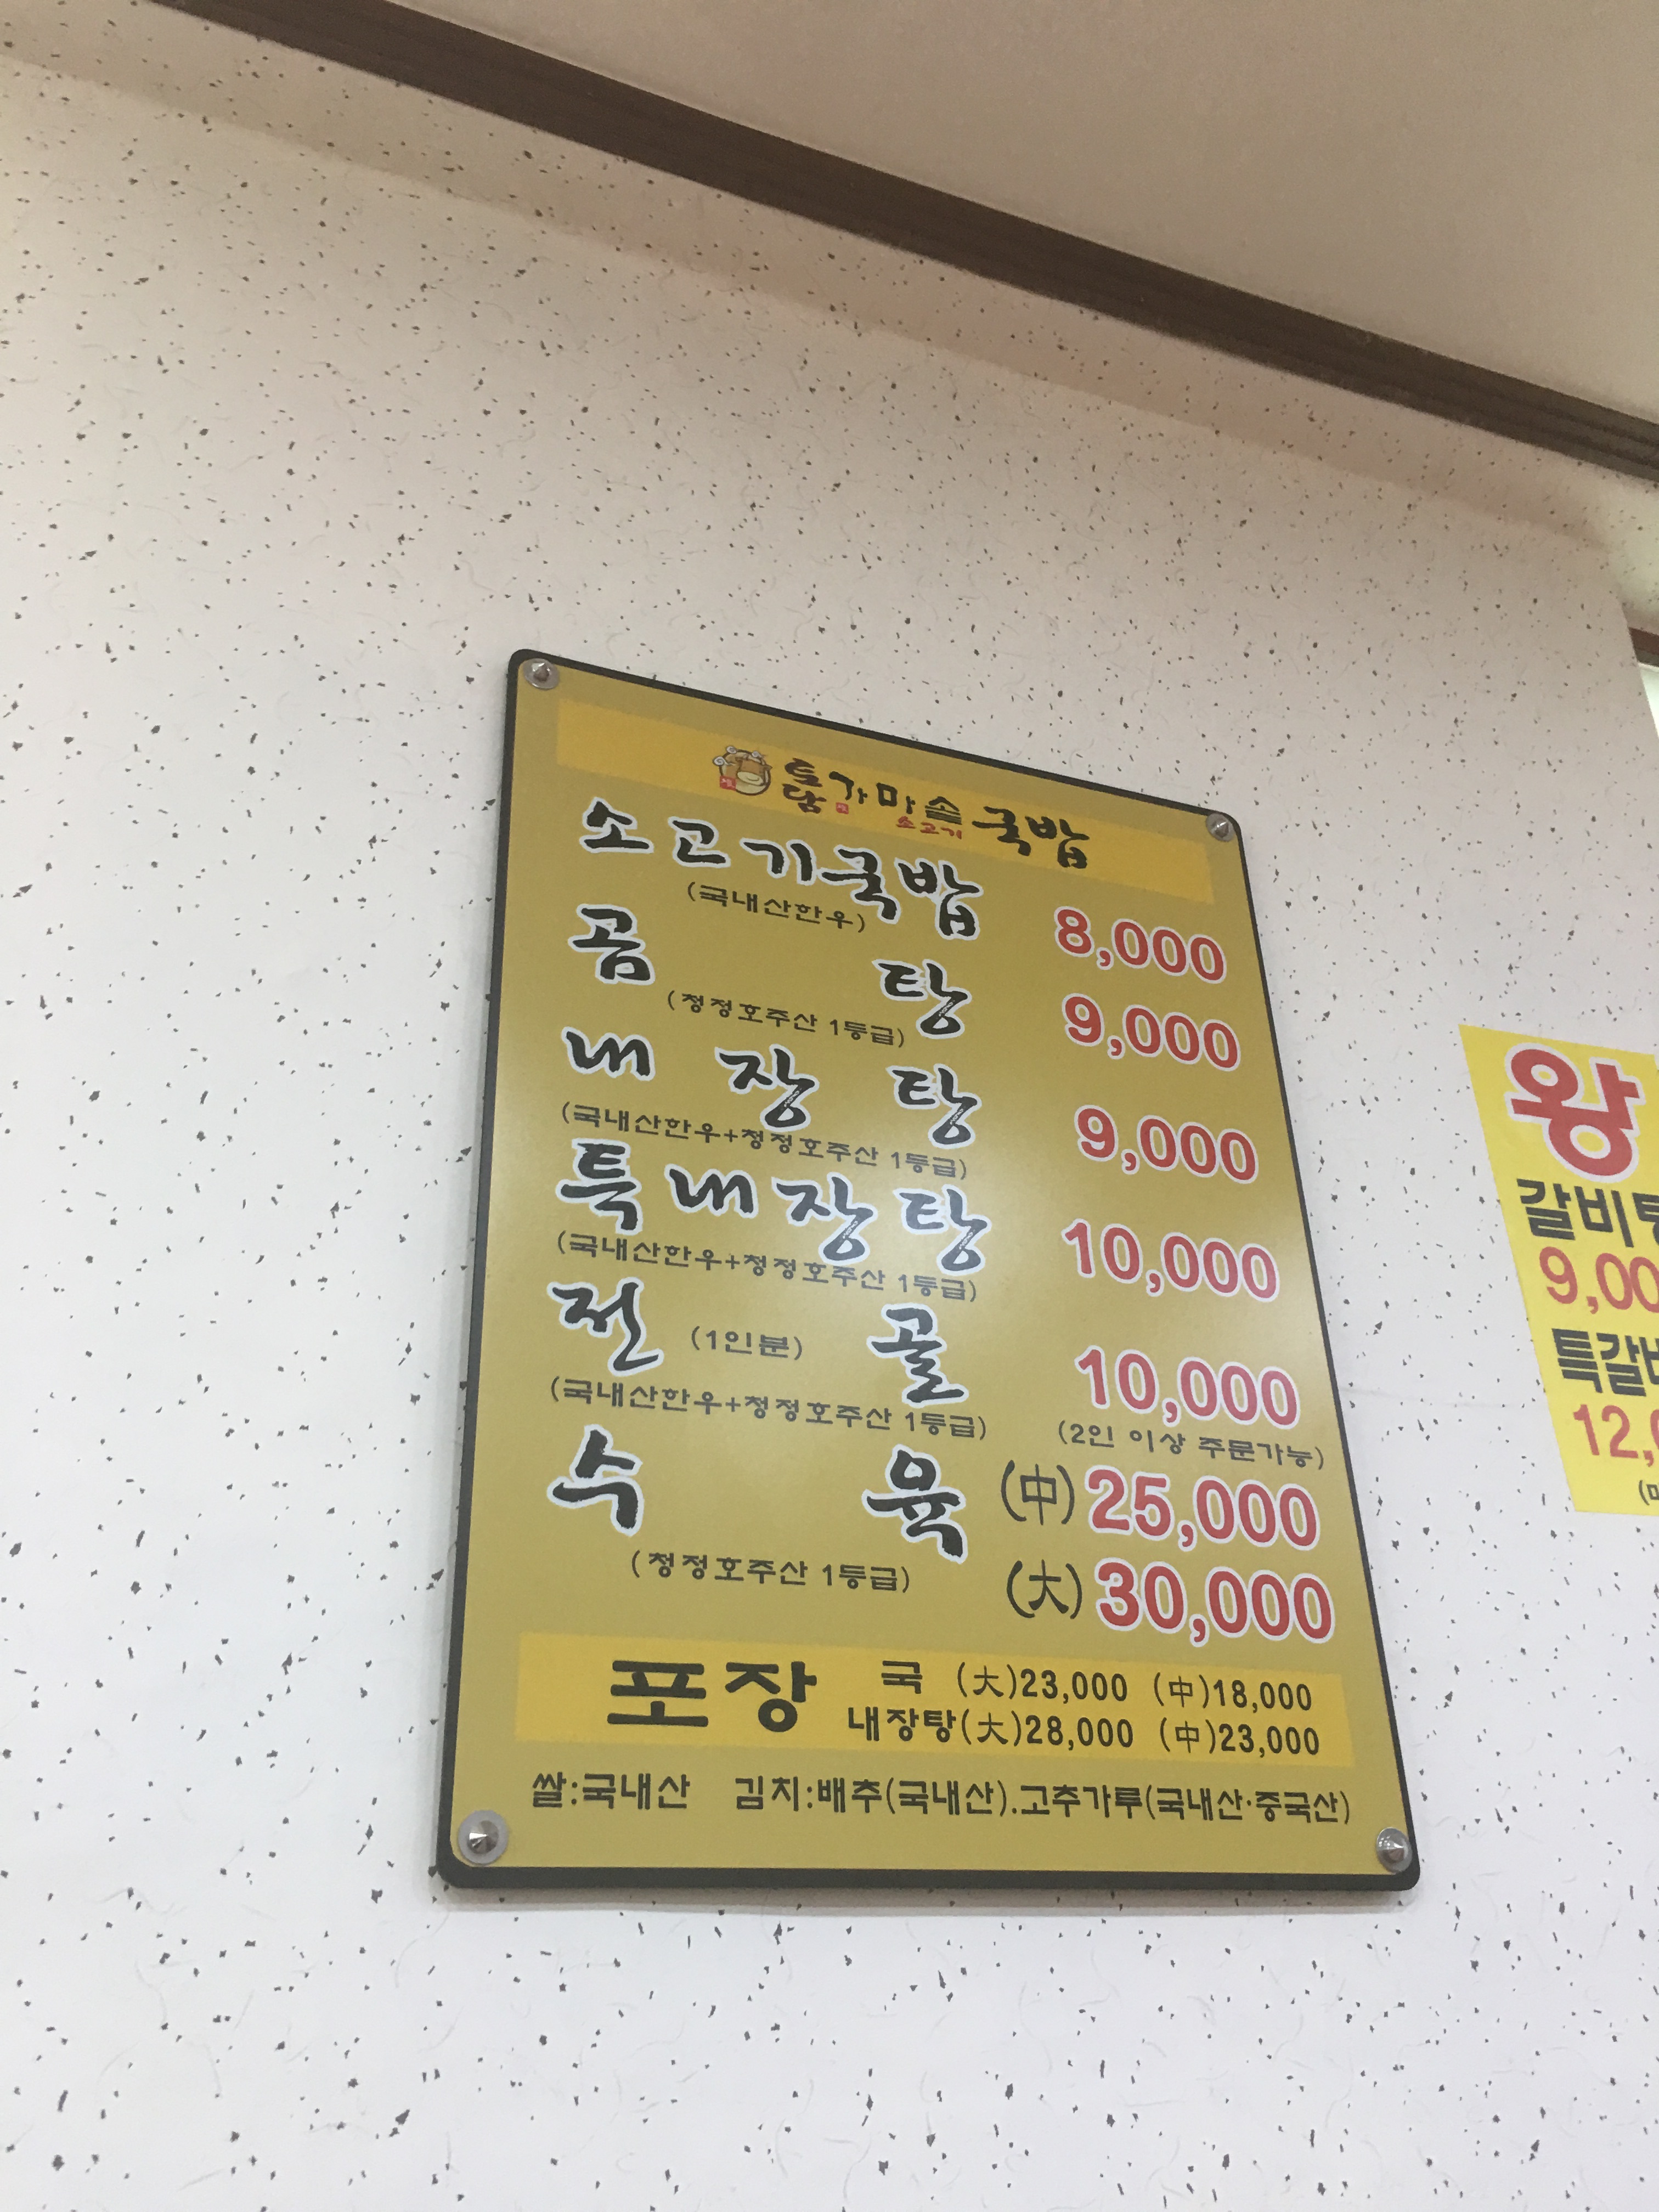 토담 가마솥 소고기 국밥
소고기국밥 8,000
(국내산한우)
곰탕 9,000
(청정호주산 1등급)
내장탕 9,000
(국내산한우+청정호주산 1등급)
특내장탕 10,000
(국내산한우+청정호주산 1등급)
전골 (1인분) 10,000
(국내산한우+청정호주산 1등급) (2인 이상 주문가능)
수육 (中) 25,000
(청정호주산 1등급) (大) 30,000
포장 국 (大)23,000 (中)18,000
내장탕(大)28,000 (中)23,000
쌀:국내산 김치:배추(국내산).고추가루(국내산·중국산)
왕
갈비
9,00
특갈
12,